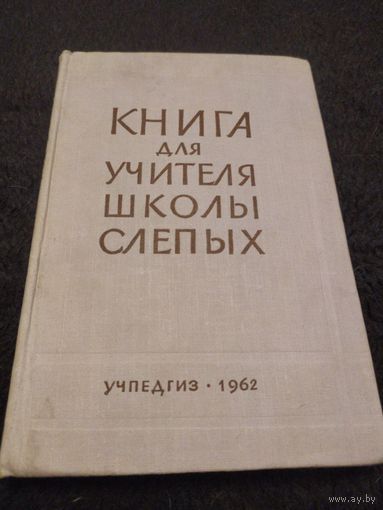 КНИГА
ДЛЯ
УЧИТЕЛЯ
ШКОЛЫ
СЛЕПЫХ
УЧПЕДГИЗ · 1962
www.ay.by